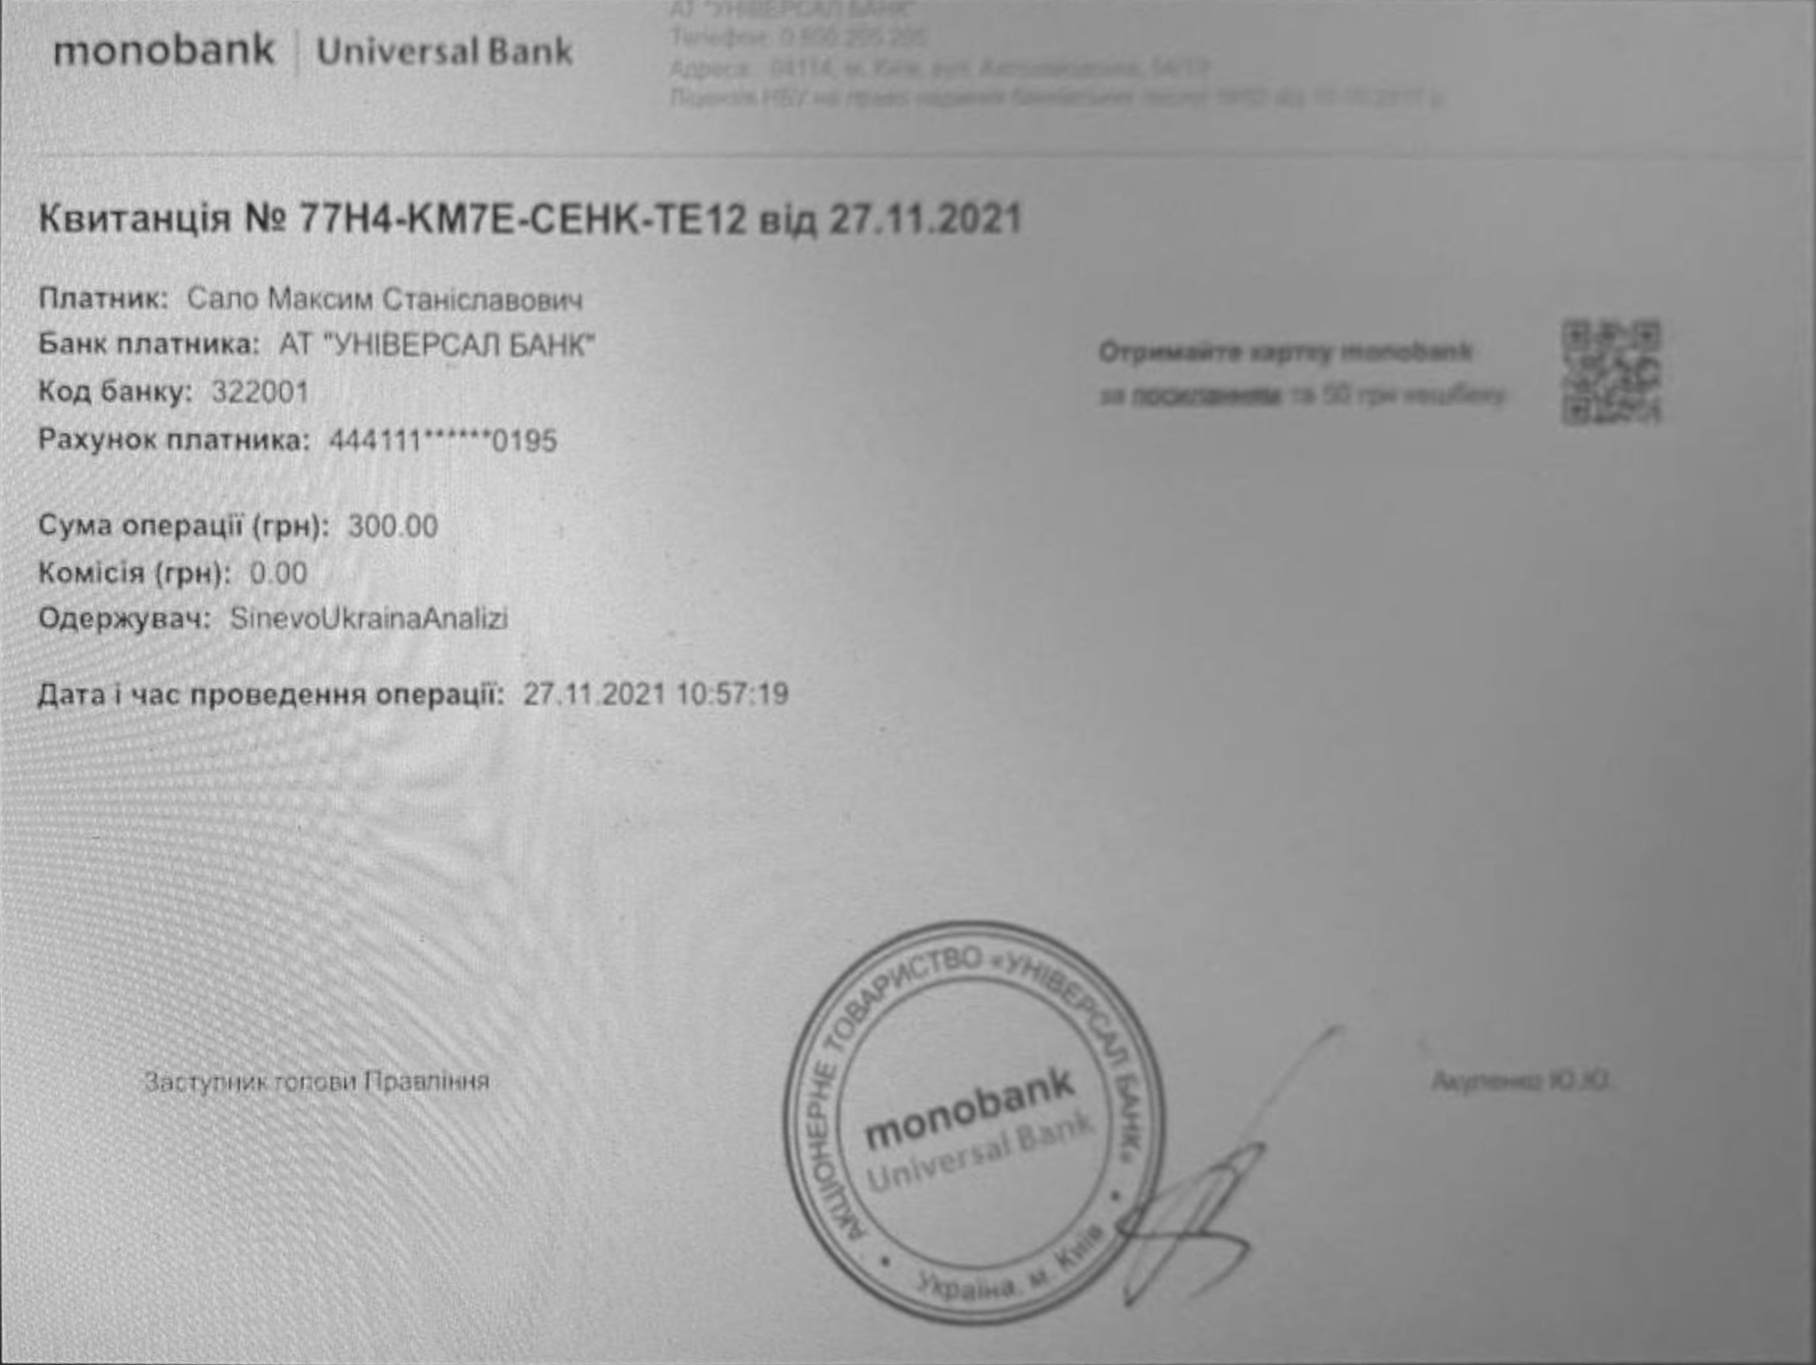 monobank | Universal Bank
АТ "УНІВЕРСАЛ БАНК"
Телефон: 0 800 205 205
Адреса: 04114, м. Київ, вул. Автозаводська, 54/19
Ліцензія НБУ на право надання банківських послуг
Квитанція № 77H4-KM7E-CEHK-TE12 від 27.11.2021
Платник: Сало Максим Станіславович
Банк платника: АТ "УНІВЕРСАЛ БАНК"
Код банку: 322001
Рахунок платника: 444111******0195
Отримайте картку monobank
за посиланням та 50 грн кешбеку
Сума операції (грн): 300.00
Комісія (грн): 0.00
Одержувач: SinevoUkrainaAnalizi
Дата і час проведення операції: 27.11.2021 10:57:19
Заступник голови Правління
АКЦІОНЕРНЕ ТОВАРИСТВО «УНІВЕРСАЛ БАНК»
monobank
Universal Bank
Україна, м. Київ
Акуленко Ю.Ю.